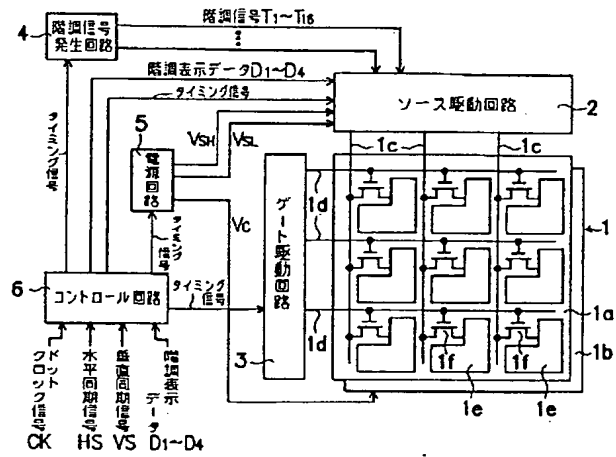 階調信号T1~T16
4
階調信号
発生回路
階調表示データD1~D4
タイミング信号
ソース駆動回路
2
タイミング
信号
5
電源
回路
VSH
VSL
1c
1c
1c
VC
ゲート駆動回路
1d
1d
1d
1
タイミング
信号
6
コントロール回路
タイミング
信号
3
1a
1b
1f
1f
1e
1e
ドット
クロック信号
水平同期信号
垂直同期信号
階調表示
データ
CK HS VS D1~D4